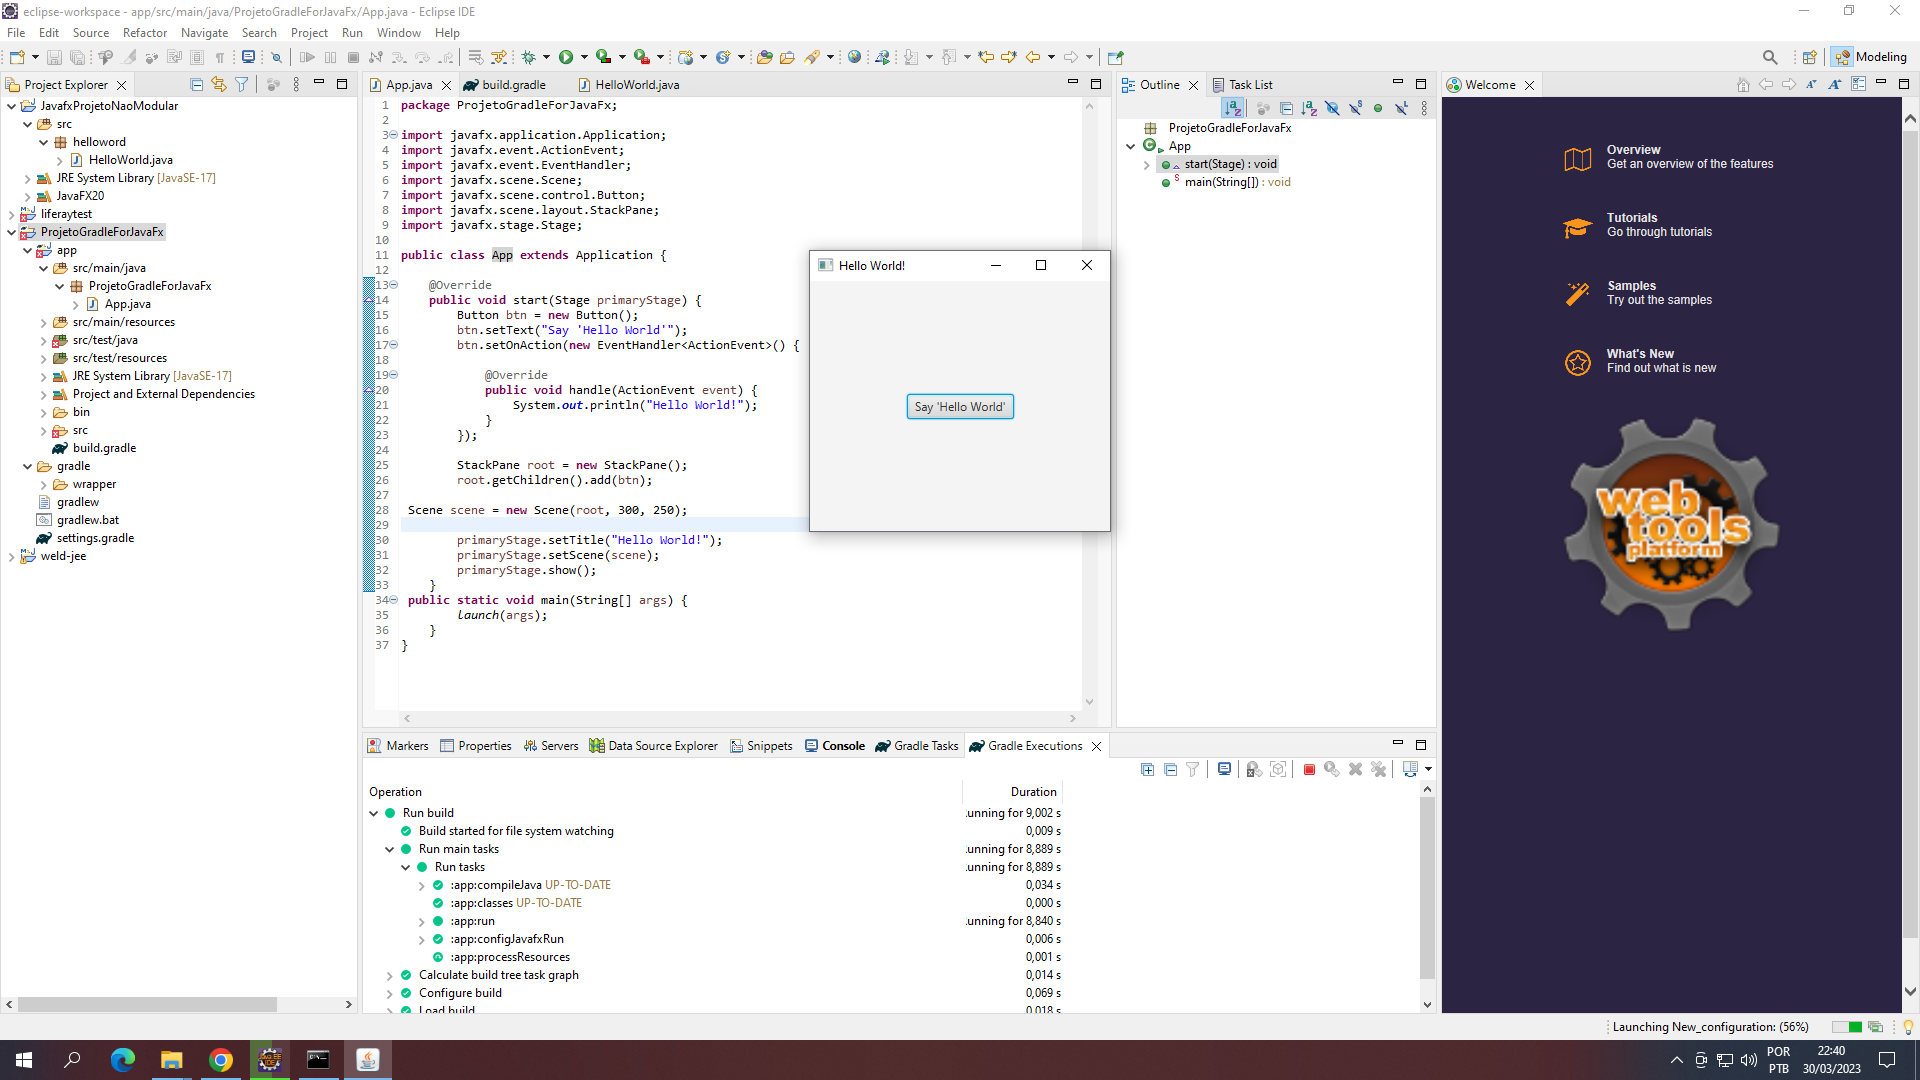 eclipse-workspace - app/src/main/java/ProjetoGradleForJavaFx/App.java - Eclipse IDE
File Edit Source Refactor Navigate Search Project Run Window Help
Modeling
Project Explorer
JavafxProjetoNaoModular
src
helloword
HelloWorld.java
JRE System Library [JavaSE-17]
JavaFX20
liferaytest
ProjetoGradleForJavaFx
app
src/main/java
ProjetoGradleForJavaFx
App.java
src/main/resources
src/test/java
src/test/resources
JRE System Library [JavaSE-17]
Project and External Dependencies
bin
src
build.gradle
gradle
wrapper
gradlew
gradlew.bat
settings.gradle
weld-jee
App.java build.gradle HelloWorld.java
1 package ProjetoGradleForJavaFx;
2
3 import javafx.application.Application;
4 import javafx.event.ActionEvent;
5 import javafx.event.EventHandler;
6 import javafx.scene.Scene;
7 import javafx.scene.control.Button;
8 import javafx.scene.layout.StackPane;
9 import javafx.stage.Stage;
10
11 public class App extends Application {
12
13 @Override
14 public void start(Stage primaryStage) {
15 Button btn = new Button();
16 btn.setText("Say 'Hello World'");
17 btn.setOnAction(new EventHandler<ActionEvent>() {
18
19 @Override
20 public void handle(ActionEvent event) {
21 System.out.println("Hello World!");
22 }
23 });
24
25 StackPane root = new StackPane();
26 root.getChildren().add(btn);
27
28 Scene scene = new Scene(root, 300, 250);
29
30 primaryStage.setTitle("Hello World!");
31 primaryStage.setScene(scene);
32 primaryStage.show();
33 }
34 public static void main(String[] args) {
35 launch(args);
36 }
37 }
Hello World!
Say 'Hello World'
Outline Task List
ProjetoGradleForJavaFx
App
start(Stage) : void
main(String[]) : void
Welcome
Overview
Get an overview of the features
Tutorials
Go through tutorials
Samples
Try out the samples
What's New
Find out what is new
web
tools
platform
Markers Properties Servers Data Source Explorer Snippets Console Gradle Tasks Gradle Executions
Operation Duration
Run build unning for 9,002 s
Build started for file system watching 0,009 s
Run main tasks unning for 8,889 s
Run tasks unning for 8,889 s
:app:compileJava UP-TO-DATE 0,034 s
:app:classes UP-TO-DATE 0,000 s
:app:run unning for 8,840 s
:app:configJavafxRun 0,006 s
:app:processResources 0,001 s
Calculate build tree task graph 0,014 s
Configure build 0,069 s
Load build 0,018 s
Launching New_configuration: (56%)
POR
PTB
22:40
30/03/2023